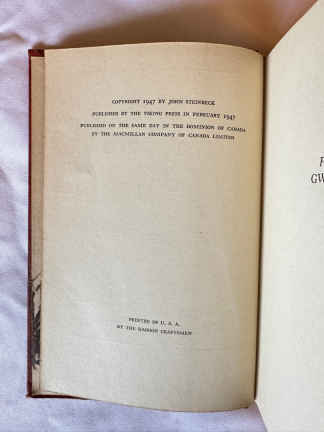 COPYRIGHT 1947 BY JOHN STEINBECK
PUBLISHED BY THE VIKING PRESS IN FEBRUARY 1947
PUBLISHED ON THE SAME DAY IN THE DOMINION OF CANADA
BY THE MACMILLAN COMPANY OF CANADA LIMITED
PRINTED IN U. S. A.
BY THE HADDON CRAFTSMEN
GW